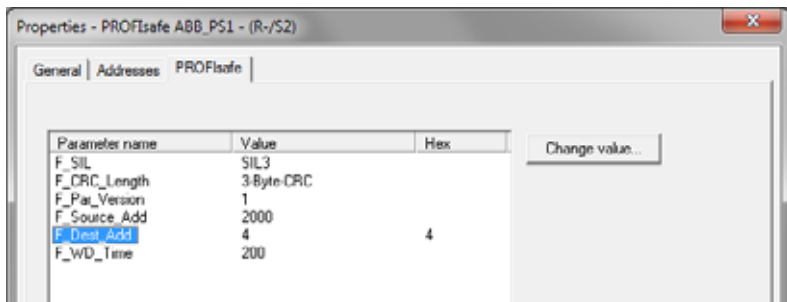 Properties - PROFIsafe ABB_PS1 - (R-/S2)
General Addresses PROFIsafe
Parameter name Value Hex
Change value...
F_SIL SIL3
F_CRC_Length 3-Byte-CRC
F_Par_Version 1
F_Source_Add 2000
F_Dest_Add 4 4
F_WD_Time 200